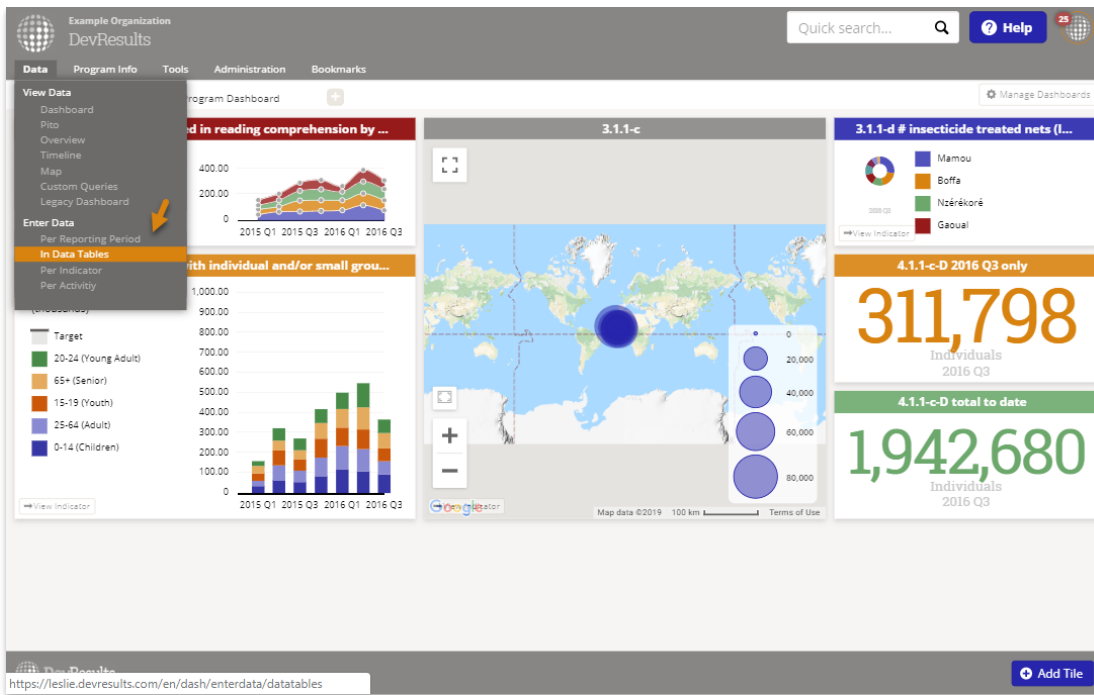 Example Organization
DevResults
Quick search...
Help
25
Data Program Info Tools Administration Bookmarks
View Data
Dashboard
Pito
Overview
Timeline
Map
Custom Queries
Legacy Dashboard
Enter Data
Per Reporting Period
In Data Tables
Per Indicator
Per Activitiy
rogram Dashboard
Manage Dashboards
ed in reading comprehension by ...
400.00
200.00
0
2015 Q1 2015 Q3 2016 Q1 2016 Q3
with individual and/or small grou...
(thousands)
Target
20-24 (Young Adult)
65+ (Senior)
15-19 (Youth)
25-64 (Adult)
0-14 (Children)
1,000.00
900.00
800.00
700.00
600.00
500.00
400.00
300.00
200.00
100.00
0
2015 Q1 2015 Q3 2016 Q1 2016 Q3
View Indicator
3.1.1-c
0
20,000
40,000
60,000
80,000
Google
Map data ©2019 100 km Terms of Use
3.1.1-d # insecticide treated nets (I...
2016 Q3
Mamou
Boffa
Nzérékoré
Gaoual
View Indicator
4.1.1-c-D 2016 Q3 only
311,798
Individuals
2016 Q3
4.1.1-c-D total to date
1,942,680
Individuals
2016 Q3
DevResults
https://leslie.devresults.com/en/dash/enterdata/datatables
Add Tile